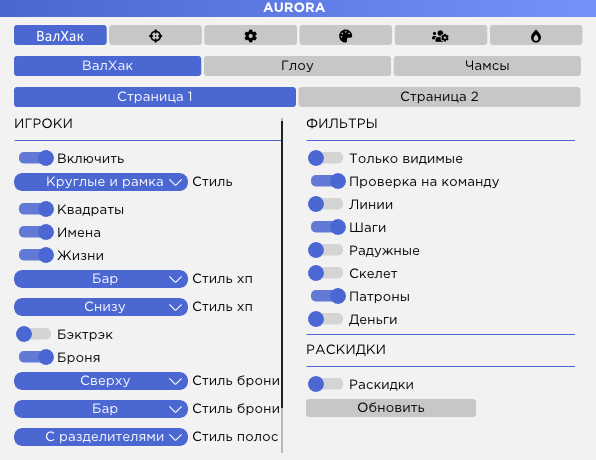 AURORA
ВалХак
ВалХак Глоу Чамсы
Страница 1 Страница 2
ИГРОКИ
Включить
Круглые и рамка Стиль
Квадраты
Имена
Жизни
Бар Стиль хп
Снизу Стиль хп
Бэктрэк
Броня
Сверху Стиль брони
Бар Стиль брони
С разделителями Стиль полос
ФИЛЬТРЫ
Только видимые
Проверка на команду
Линии
Шаги
Радужные
Скелет
Патроны
Деньги
РАСКИДКИ
Раскидки
Обновить